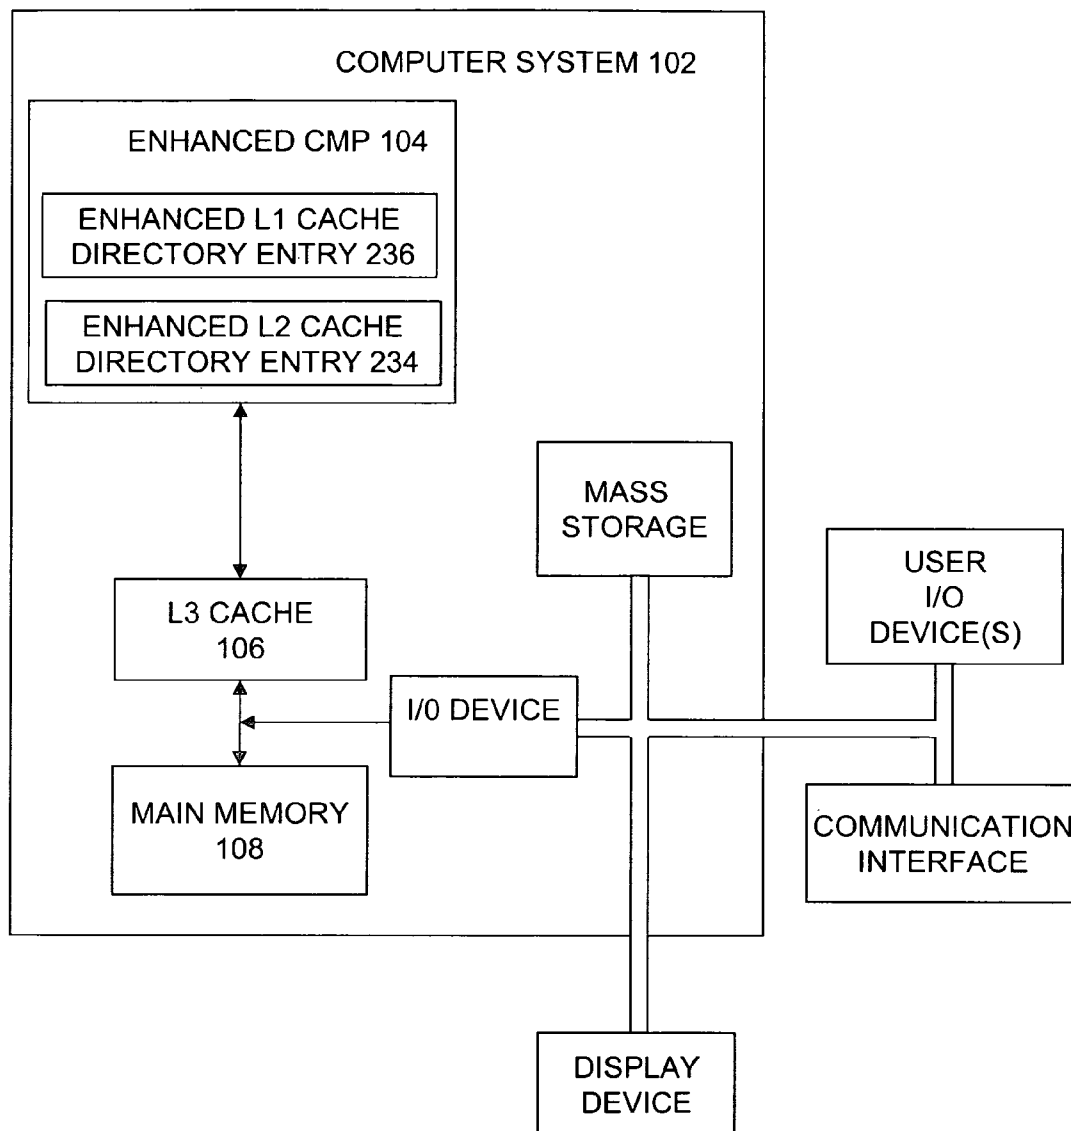 COMPUTER SYSTEM 102
ENHANCED CMP 104
ENHANCED L1 CACHE
DIRECTORY ENTRY 236
ENHANCED L2 CACHE
DIRECTORY ENTRY 234
MASS
STORAGE
USER
I/O
DEVICE(S)
L3 CACHE
106
I/0 DEVICE
MAIN MEMORY
108
COMMUNICATION
INTERFACE
DISPLAY
DEVICE